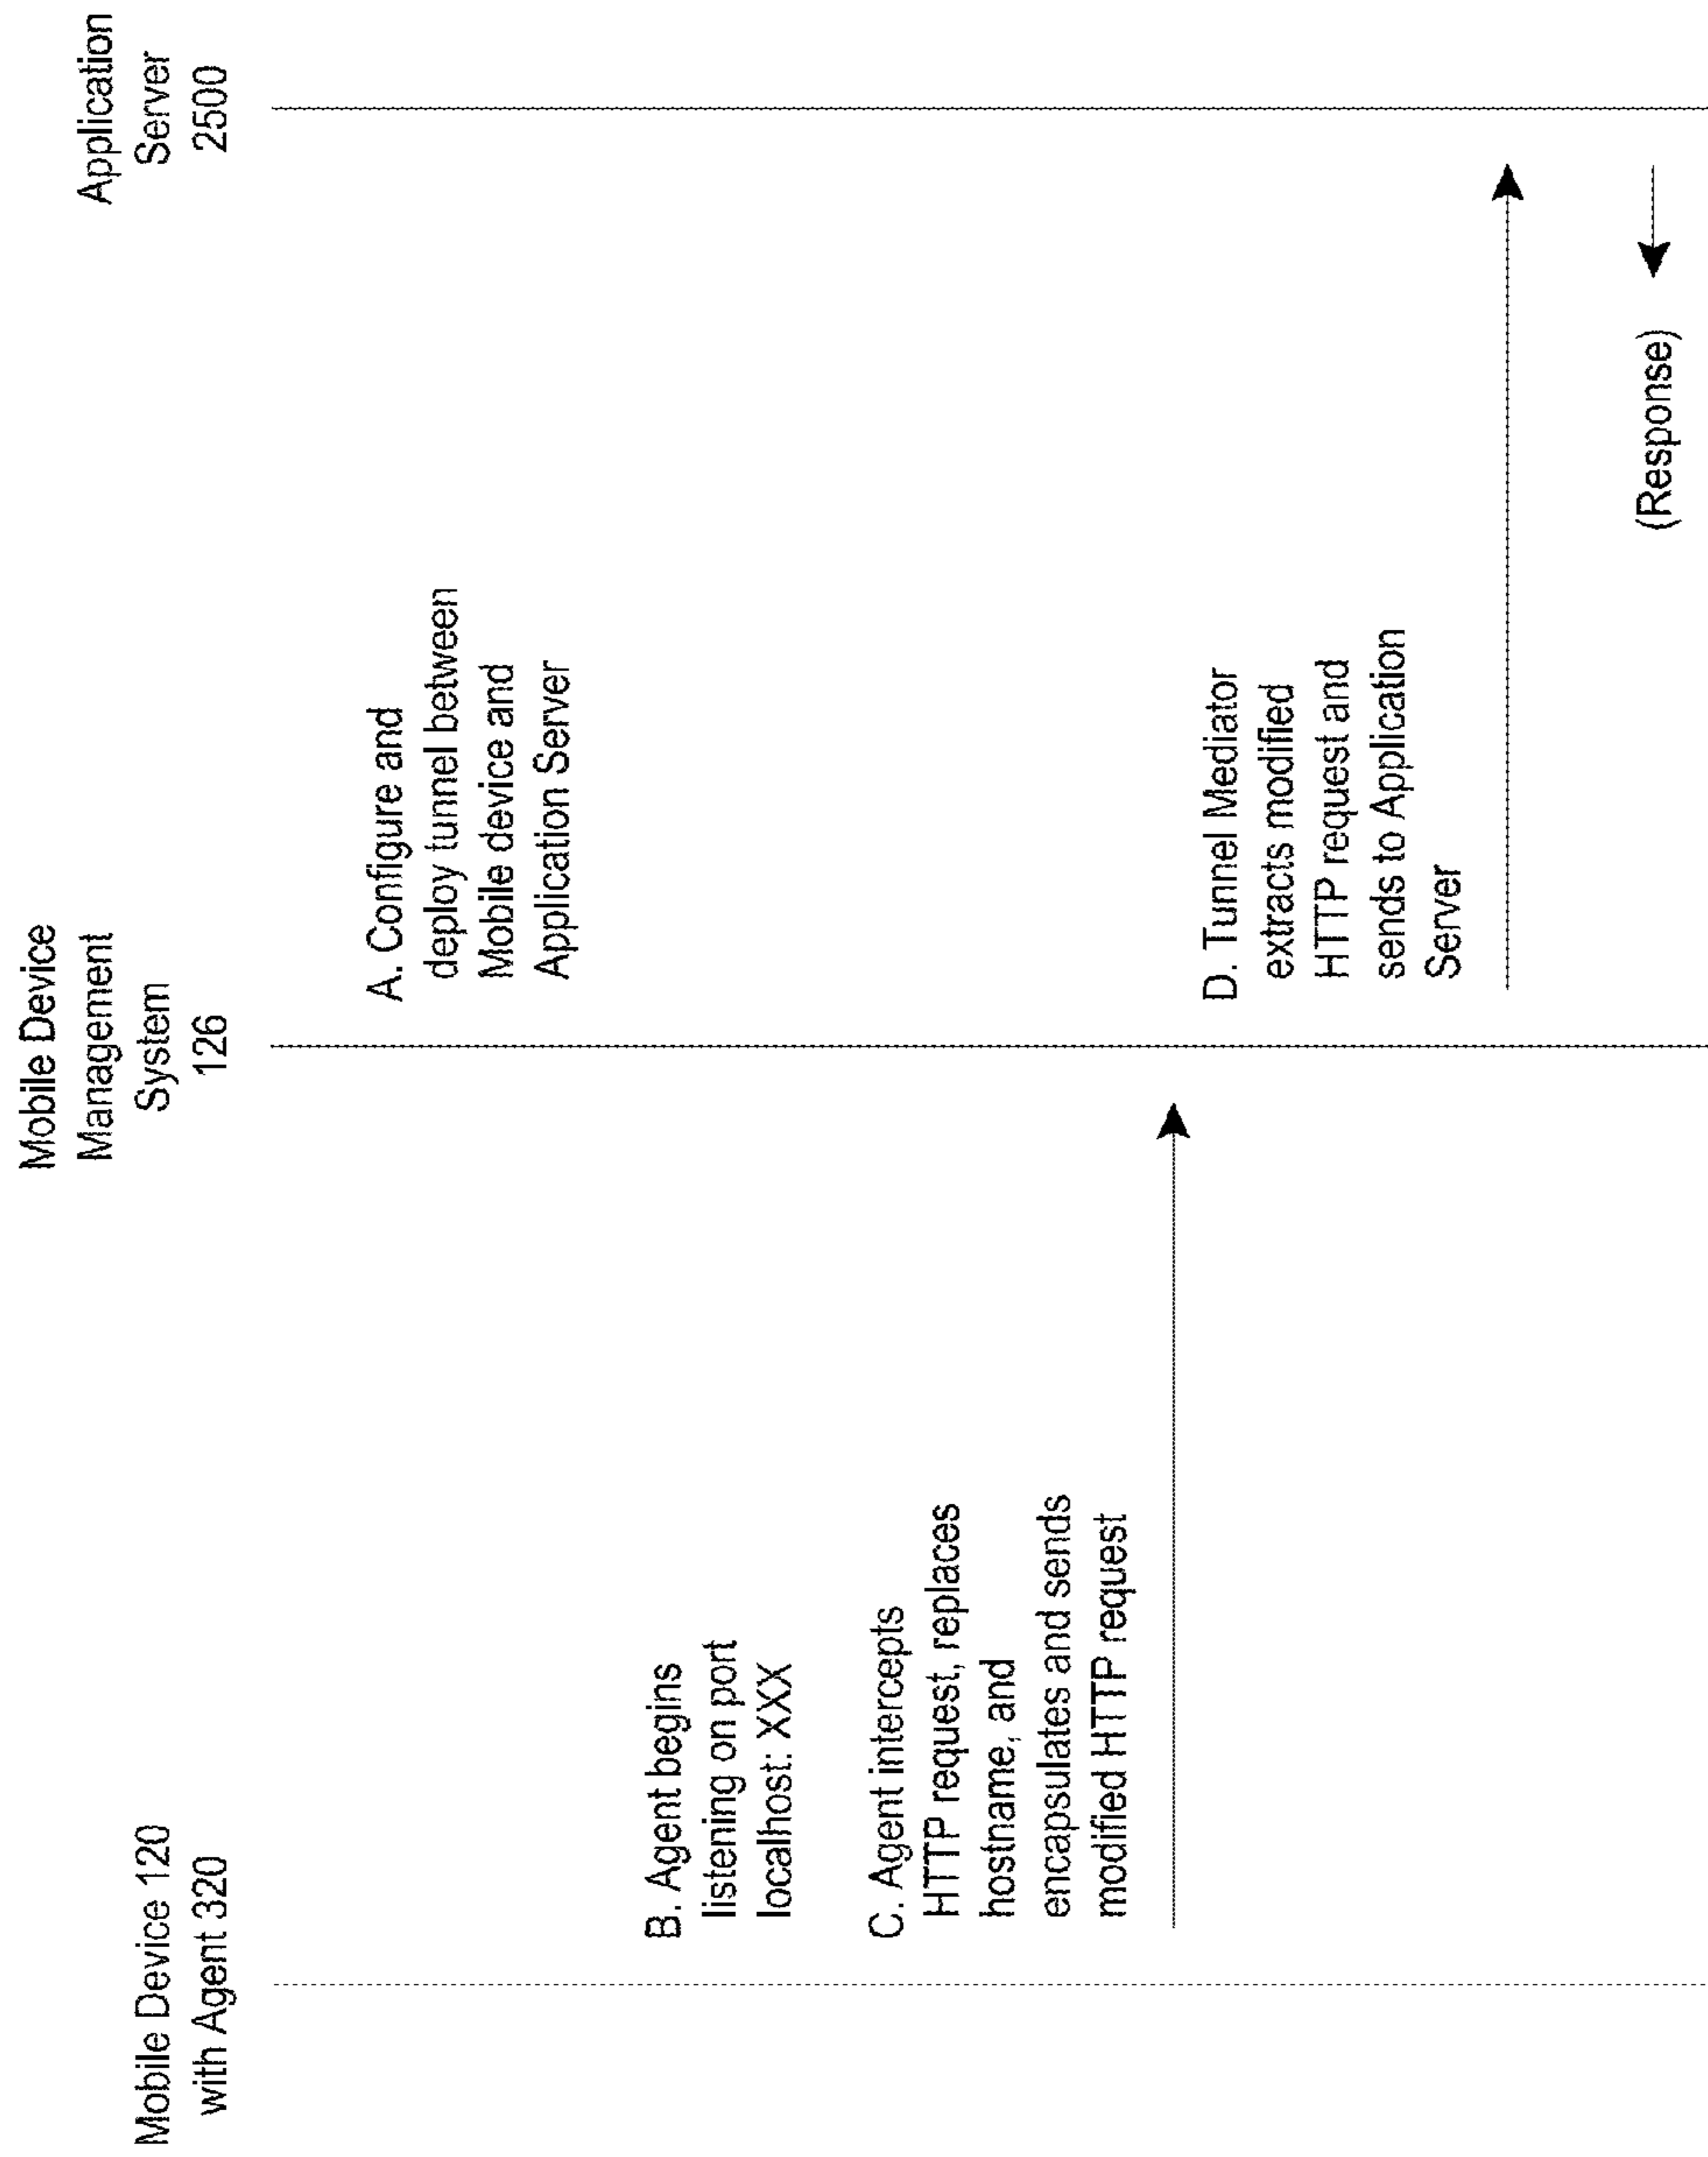 Mobile Device 120
with Agent 320
Mobile Device
Management
System
126
Application
Server
2500
A. Configure and
deploy tunnel between
Mobile device and
Application Server
B. Agent begins
listening on port
localhost: XXX
C. Agent intercepts
HTTP request, replaces
hostname, and
encapsulates and sends
modified HTTP request
D. Tunnel Mediator
extracts modified
HTTP request and
sends to Application
Server
(Response)